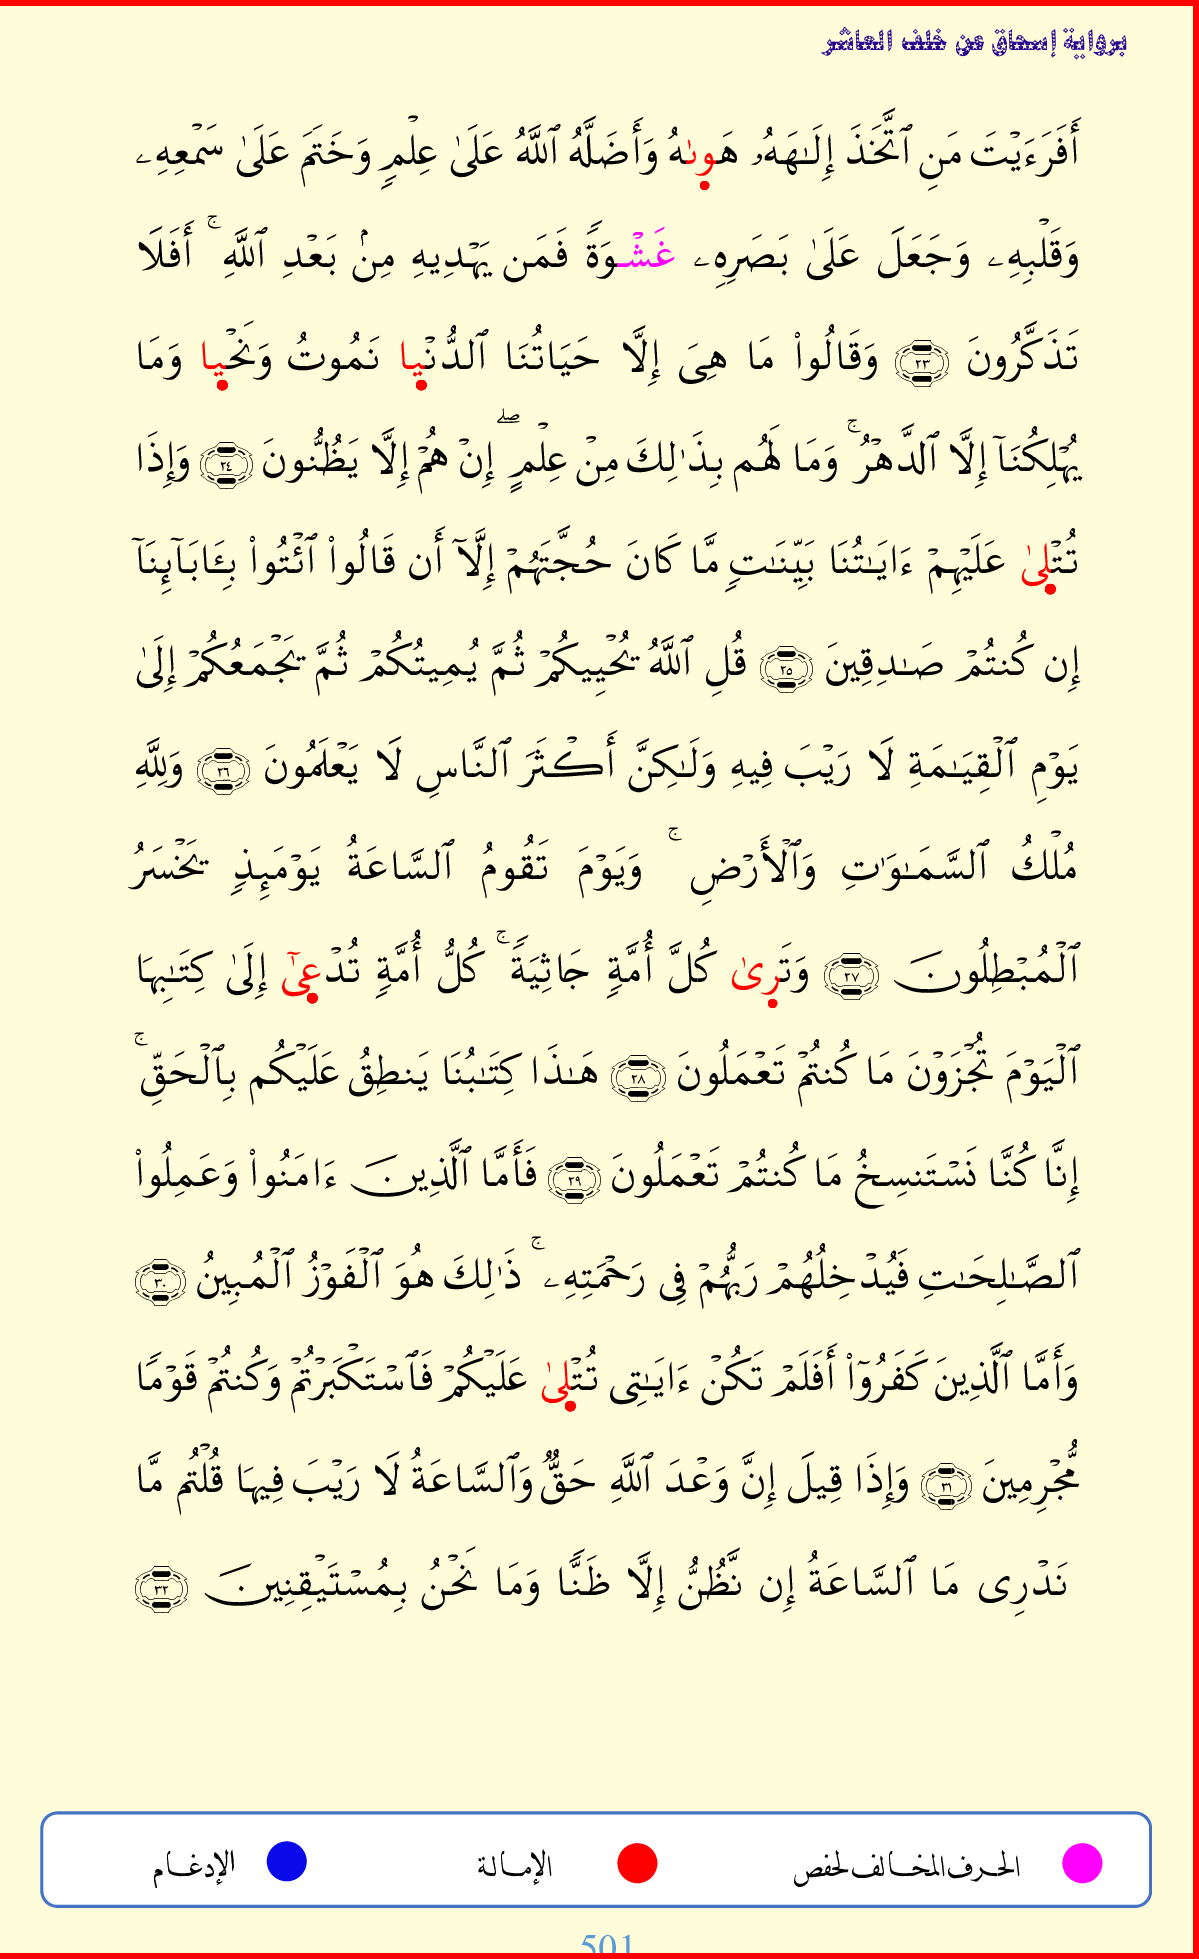 برواية إسحاق عن خلف العاشر
أَفَرَءَيۡتَ مَنِ ٱتَّخَذَ إِلَـٰهَهُۥ هَوىٰهُ وَأَضَلَّهُ ٱللَّهُ عَلَىٰ عِلۡمٖ وَخَتَمَ عَلَىٰ سَمۡعِهِۦ
وَقَلۡبِهِۦ وَجَعَلَ عَلَىٰ بَصَرِهِۦ غَشۡوَةٗ فَمَن يَهۡدِيهِ مِنۢ بَعۡدِ ٱللَّهِۚ أَفَلَا
تَذَكَّرُونَ ٢٣ وَقَالُواْ مَا هِيَ إِلَّا حَيَاتُنَا ٱلدُّنۡيا نَمُوتُ وَنَحۡيا وَمَا
يُهۡلِكُنَآ إِلَّا ٱلدَّهۡرُۚ وَمَا لَهُم بِذَٰلِكَ مِنۡ عِلۡمٍۖ إِنۡ هُمۡ إِلَّا يَظُنُّونَ ٢٤ وَإِذَا
تُتۡلىٰ عَلَيۡهِمۡ ءَايَـٰتُنَا بَيِّنَـٰتٖ مَّا كَانَ حُجَّتَهُمۡ إِلَّآ أَن قَالُواْ ٱئۡتُواْ بِـَٔابَآئِنَآ
إِن كُنتُمۡ صَـٰدِقِينَ ٢٥ قُلِ ٱللَّهُ يُحۡيِيكُمۡ ثُمَّ يُمِيتُكُمۡ ثُمَّ يَجۡمَعُكُمۡ إِلَىٰ
يَوۡمِ ٱلۡقِيَـٰمَةِ لَا رَيۡبَ فِيهِ وَلَـٰكِنَّ أَكۡثَرَ ٱلنَّاسِ لَا يَعۡلَمُونَ ٢٦ وَلِلَّهِ
مُلۡكُ ٱلسَّمَـٰوَٰتِ وَٱلۡأَرۡضِۚ وَيَوۡمَ تَقُومُ ٱلسَّاعَةُ يَوۡمَئِذٖ يَخۡسَرُ
ٱلۡمُبۡطِلُونَ ٢٧ وَتَرىٰ كُلَّ أُمَّةٖ جَاثِيَةٗۚ كُلُّ أُمَّةٖ تُدۡعىٰٓ إِلَىٰ كِتَـٰبِهَا
ٱلۡيَوۡمَ تُجۡزَوۡنَ مَا كُنتُمۡ تَعۡمَلُونَ ٢٨ هَـٰذَا كِتَـٰبُنَا يَنطِقُ عَلَيۡكُم بِٱلۡحَقِّۚ
إِنَّا كُنَّا نَسۡتَنسِخُ مَا كُنتُمۡ تَعۡمَلُونَ ٢٩ فَأَمَّا ٱلَّذِينَ ءَامَنُواْ وَعَمِلُواْ
ٱلصَّـٰلِحَـٰتِ فَيُدۡخِلُهُمۡ رَبُّهُمۡ فِي رَحۡمَتِهِۦۚ ذَٰلِكَ هُوَ ٱلۡفَوۡزُ ٱلۡمُبِينُ ٣٠
وَأَمَّا ٱلَّذِينَ كَفَرُوٓاْ أَفَلَمۡ تَكُنۡ ءَايَـٰتِي تُتۡلىٰ عَلَيۡكُمۡ فَٱسۡتَكۡبَرۡتُمۡ وَكُنتُمۡ قَوۡمٗا
مُّجۡرِمِينَ ٣١ وَإِذَا قِيلَ إِنَّ وَعۡدَ ٱللَّهِ حَقّٞ وَٱلسَّاعَةُ لَا رَيۡبَ فِيهَا قُلۡتُم مَّا
نَدۡرِي مَا ٱلسَّاعَةُ إِن نَّظُنُّ إِلَّا ظَنّٗا وَمَا نَحۡنُ بِمُسۡتَيۡقِنِينَ ٣٢
الحرف المخالف لحفص الإمالة الإدغام
501